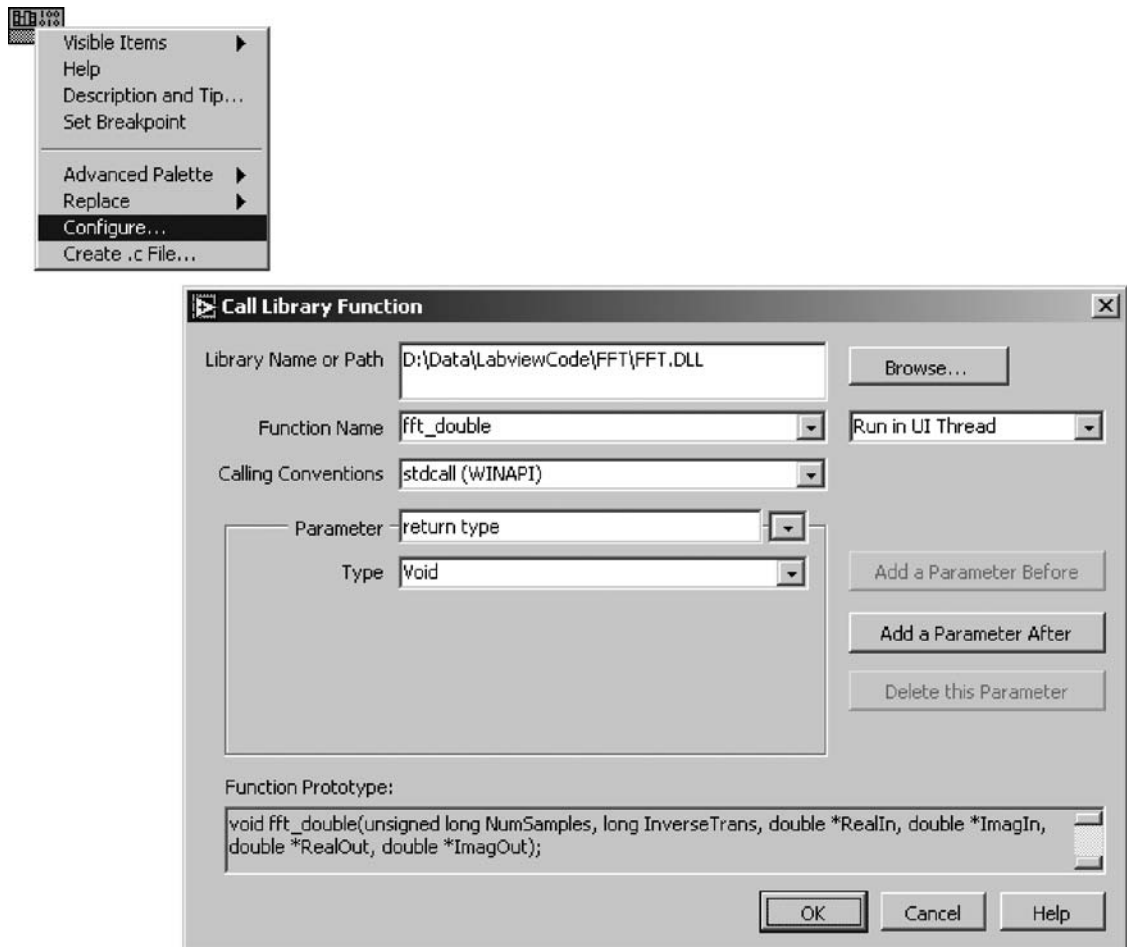 Visible Items
Help
Description and Tip...
Set Breakpoint
Advanced Palette
Replace
Configure...
Create .c File...
Call Library Function
Library Name or Path D:\Data\LabviewCode\FFT\FFT.DLL Browse...
Function Name fft_double Run in UI Thread
Calling Conventions stdcall (WINAPI)
Parameter return type
Type Void Add a Parameter Before
Add a Parameter After
Delete this Parameter
Function Prototype:
void fft_double(unsigned long NumSamples, long InverseTrans, double *RealIn, double *ImagIn,
double *RealOut, double *ImagOut);
OK Cancel Help